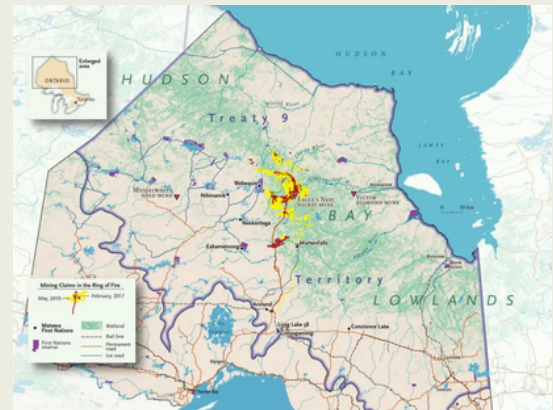 Enlarged
area
ONTARIO
HUDSON
HUDSON
BAY
Treaty 9
JAMES
BAY
Webequie
MUSSELWHITE
GOLD MINE
Nibinamik
EAGLE'S NEST
NICKEL MINE
VICTOR
DIAMOND MINE
BAY
Neskantaga
Eabametoong
Marten Falls
Territory
LOWLANDS
Mining Claims in the Ring of Fire
May, 2010
February, 2017
Matawa
First Nations
First Nations
reserve
Wetland
Rail line
Permanent
road
Ice road
Aroland
Long Lake 58
Constance Lake
Thunder Bay